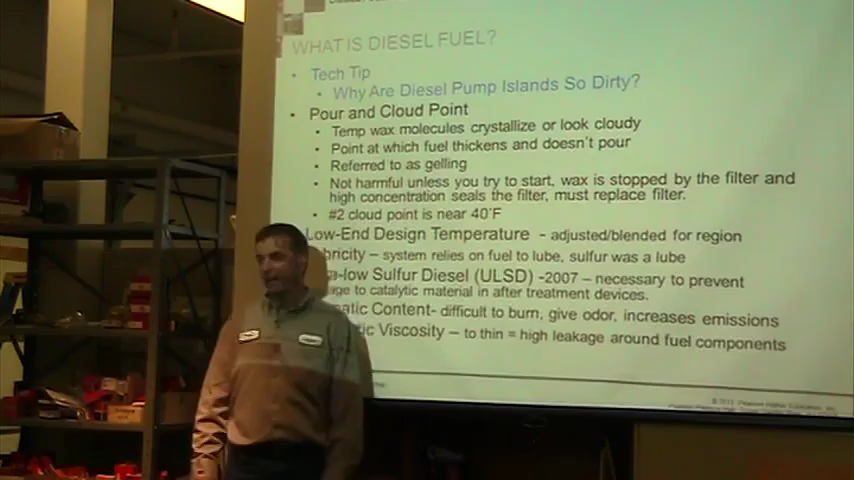 WHAT IS DIESEL FUEL?
• Tech Tip
• Why Are Diesel Pump Islands So Dirty?
• Pour and Cloud Point
• Temp wax molecules crystallize or look cloudy
• Point at which fuel thickens and doesn't pour
• Referred to as gelling
• Not harmful unless you try to start, wax is stopped by the filter and
high concentration seals the filter, must replace filter.
• #2 cloud point is near 40°F
Low-End Design Temperature - adjusted/blended for region
bricity – system relies on fuel to lube, sulfur was a lube
a-low Sulfur Diesel (ULSD) -2007 – necessary to prevent
ge to catalytic material in after treatment devices.
atic Content- difficult to burn, give odor, increases emissions
tic Viscosity – to thin = high leakage around fuel components